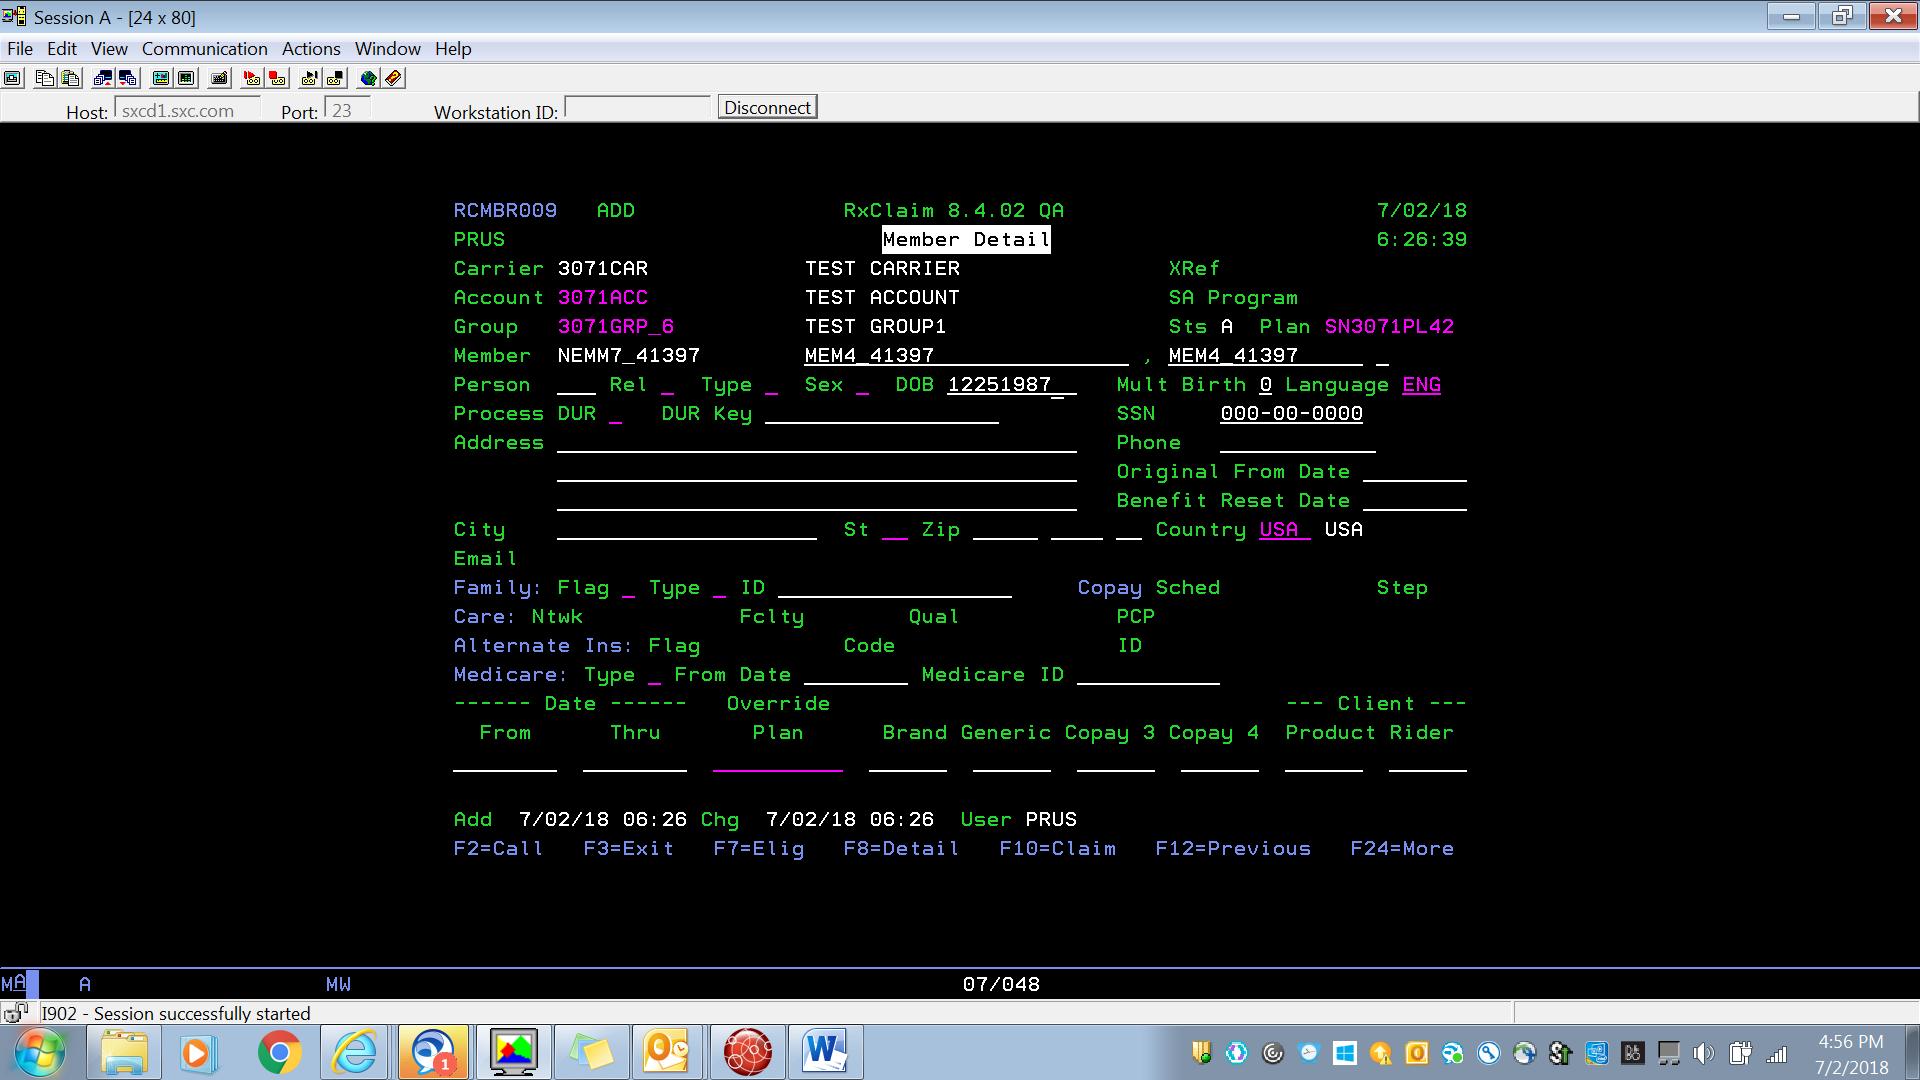 Session A - [24 x 80]
File Edit View Communication Actions Window Help
Host: sxcd1.sxc.com Port: 23 Workstation ID: Disconnect
RCMBR009 ADD RxClaim 8.4.02 QA 7/02/18
PRUS Member Detail 6:26:39
Carrier 3071CAR TEST CARRIER XRef
Account 3071ACC TEST ACCOUNT SA Program
Group 3071GRP_6 TEST GROUP1 Sts A Plan SN3071PL42
Member NEMM7_41397 MEM4_41397 , MEM4_41397
Person Rel Type Sex DOB 12251987 Mult Birth 0 Language ENG
Process DUR DUR Key SSN 000-00-0000
Address Phone
Original From Date
Benefit Reset Date
City St Zip Country USA USA
Email
Family: Flag Type ID Copay Sched Step
Care: Ntwk Fclty Qual PCP
Alternate Ins: Flag Code ID
Medicare: Type From Date Medicare ID
------ Date ------ Override --- Client ---
From Thru Plan Brand Generic Copay 3 Copay 4 Product Rider
Add 7/02/18 06:26 Chg 7/02/18 06:26 User PRUS
F2=Call F3=Exit F7=Elig F8=Detail F10=Claim F12=Previous F24=More
MA A MW 07/048
I902 - Session successfully started
4:56 PM
7/2/2018